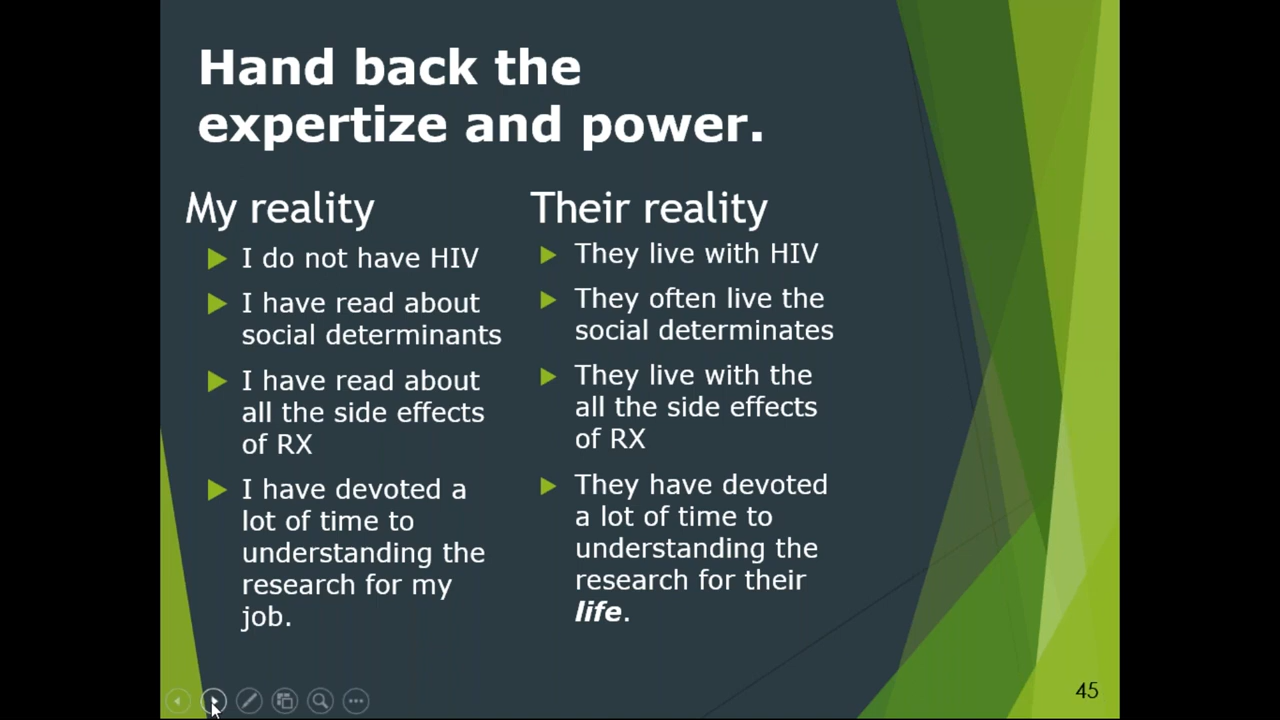 Hand back the
expertize and power.
My reality
I do not have HIV
I have read about
social determinants
I have read about
all the side effects
of RX
I have devoted a
lot of time to
understanding the
research for my
job.
Their reality
They live with HIV
They often live the
social determinates
They live with the
all the side effects
of RX
They have devoted
a lot of time to
understanding the
research for their
life.
45